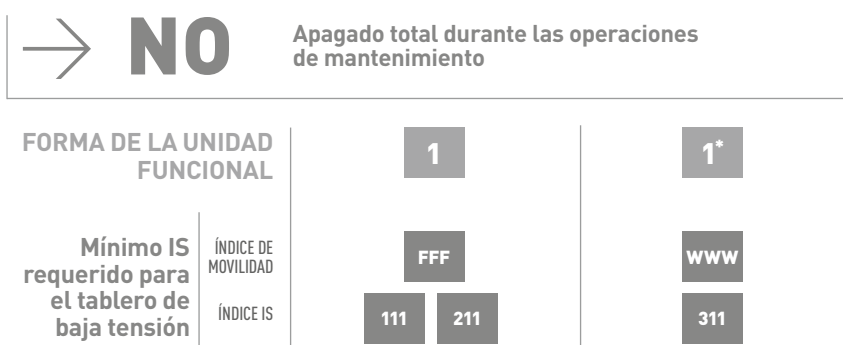 NO
Apagado total durante las operaciones
de mantenimiento
FORMA DE LA UNIDAD
FUNCIONAL
1
1*
Mínimo IS
requerido para
el tablero de
baja tensión
ÍNDICE DE
MOVILIDAD
FFF
WWW
ÍNDICE IS
111
211
311